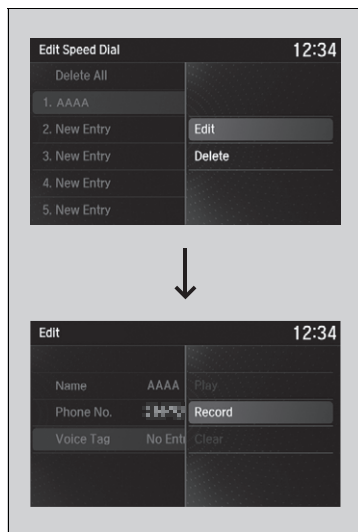 Edit Speed Dial 12:34
Delete All
1. AAAA
2. New Entry Edit
3. New Entry Delete
4. New Entry
5. New Entry
Edit 12:34
Name AAAA Play
Phone No. Record
Voice Tag No Ent Clear